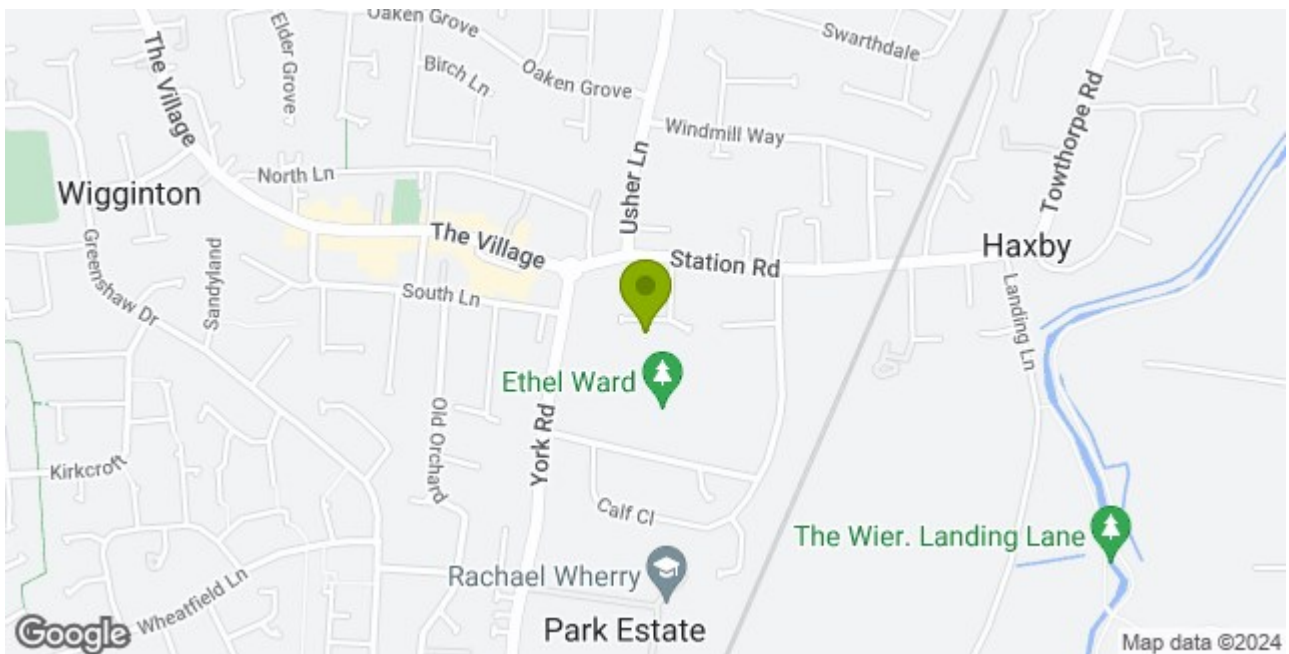 Oaken Grove
Swarthdale
The Village
Elder Grove
Birch Ln
Oaken Grove
Towthorpe Rd
Windmill Way
Usher Ln
North Ln
Wigginton
The Village
Station Rd
Haxby
Greenshaw Dr
Sandyland
South Ln
Landing Ln
Ethel Ward
Old Orchard
York Rd
Kirkcroft
Calf Cl
The Wier. Landing Lane
Rachael Wherry
Wheatfield Ln
Park Estate
Google
Map data ©2024